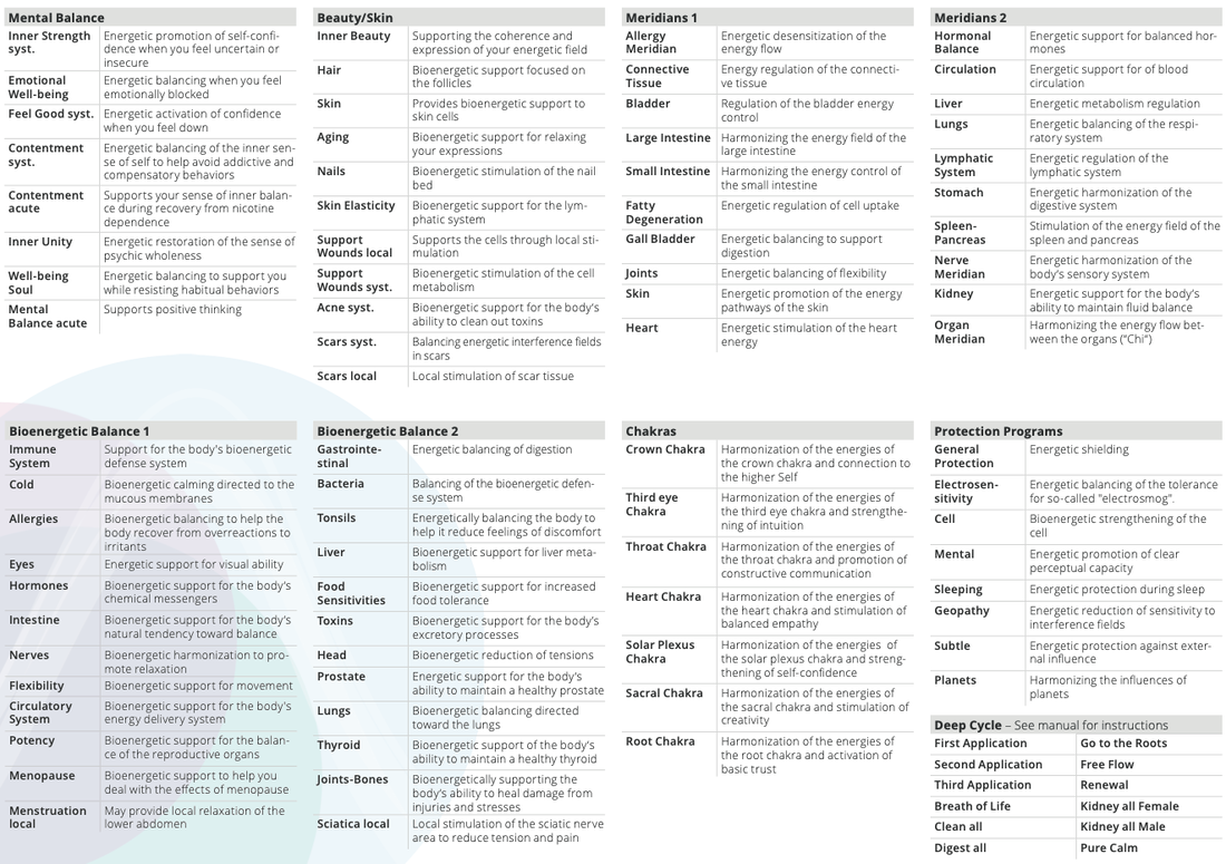 Mental Balance
Inner Strength syst.
Energetic promotion of self-confi-
dence when you feel uncertain or
insecure
Emotional Well-being
Energetic balancing when you feel
emotionally blocked
Feel Good syst.
Energetic activation of confidence
when you feel down
Contentment syst.
Energetic balancing of the inner sen-
se of self to help avoid addictive and
compensatory behaviors
Contentment acute
Supports your sense of inner balan-
ce during recovery from nicotine
dependence
Inner Unity
Energetic restoration of the sense of
psychic wholeness
Well-being Soul
Energetic balancing to support you
while resisting habitual behaviors
Mental Balance acute
Supports positive thinking
Beauty/Skin
Inner Beauty
Supporting the coherence and
expression of your energetic field
Hair
Bioenergetic support focused on
the follicles
Skin
Provides bioenergetic support to
skin cells
Aging
Bioenergetic support for relaxing
your expressions
Nails
Bioenergetic stimulation of the nail
bed
Skin Elasticity
Bioenergetic support for the lym-
phatic system
Support Wounds local
Supports the cells through local sti-
mulation
Support Wounds syst.
Bioenergetic stimulation of the cell
metabolism
Acne syst.
Bioenergetic support for the body's
ability to clean out toxins
Scars syst.
Balancing energetic interference fields
in scars
Scars local
Local stimulation of scar tissue
Meridians 1
Allergy Meridian
Energetic desensitization of the
energy flow
Connective Tissue
Energy regulation of the connecti-
ve tissue
Bladder
Regulation of the bladder energy
control
Large Intestine
Harmonizing the energy field of the
large intestine
Small Intestine
Harmonizing the energy control of
the small intestine
Fatty Degeneration
Energetic regulation of cell uptake
Gall Bladder
Energetic balancing to support
digestion
Joints
Energetic balancing of flexibility
Skin
Energetic promotion of the energy
pathways of the skin
Heart
Energetic stimulation of the heart
energy
Meridians 2
Hormonal Balance
Energetic support for balanced hor-
mones
Circulation
Energetic support for of blood
circulation
Liver
Energetic metabolism regulation
Lungs
Energetic balancing of the respi-
ratory system
Lymphatic System
Energetic regulation of the
lymphatic system
Stomach
Energetic harmonization of the
digestive system
Spleen-Pancreas
Stimulation of the energy field of the
spleen and pancreas
Nerve Meridian
Energetic harmonization of the
body's sensory system
Kidney
Energetic support for the body's
ability to maintain fluid balance
Organ Meridian
Harmonizing the energy flow bet-
ween the organs ("Chi")
Bioenergetic Balance 1
Immune System
Support for the body's bioenergetic
defense system
Cold
Bioenergetic calming directed to the
mucous membranes
Allergies
Bioenergetic balancing to help the
body recover from overreactions to
irritants
Eyes
Energetic support for visual ability
Hormones
Bioenergetic support for the body's
chemical messengers
Intestine
Bioenergetic support for the body's
natural tendency toward balance
Nerves
Bioenergetic harmonization to pro-
mote relaxation
Flexibility
Bioenergetic support for movement
Circulatory System
Bioenergetic support for the body's
energy delivery system
Potency
Bioenergetic support for the balan-
ce of the reproductive organs
Menopause
Bioenergetic support to help you
deal with the effects of menopause
Menstruation local
May provide local relaxation of the
lower abdomen
Bioenergetic Balance 2
Gastrointe-
stinal
Energetic balancing of digestion
Bacteria
Balancing of the bioenergetic defen-
se system
Tonsils
Energetically balancing the body to
help it reduce feelings of discomfort
Liver
Bioenergetic support for liver meta-
bolism
Food Sensitivities
Bioenergetic support for increased
food tolerance
Toxins
Bioenergetic support for the body's
excretory processes
Head
Bioenergetic reduction of tensions
Prostate
Energetic support for the body's
ability to maintain a healthy prostate
Lungs
Bioenergetic balancing directed
toward the lungs
Thyroid
Bioenergetic support of the body's
ability to maintain a healthy thyroid
Joints-Bones
Bioenergetically supporting the
body's ability to heal damage from
injuries and stresses
Sciatica local
Local stimulation of the sciatic nerve
area to reduce tension and pain
Chakras
Crown Chakra
Harmonization of the energies of
the crown chakra and connection to
the higher Self
Third eye Chakra
Harmonization of the energies of
the third eye chakra and strengthe-
ning of intuition
Throat Chakra
Harmonization of the energies of
the throat chakra and promotion of
constructive communication
Heart Chakra
Harmonization of the energies of
the heart chakra and stimulation of
balanced empathy
Solar Plexus Chakra
Harmonization of the energies of
the solar plexus chakra and streng-
thening of self-confidence
Sacral Chakra
Harmonization of the energies of
the sacral chakra and stimulation of
creativity
Root Chakra
Harmonization of the energies of
the root chakra and activation of
basic trust
Protection Programs
General Protection
Energetic shielding
Electrosen-
sitivity
Energetic balancing of the tolerance
for so-called "electrosmog".
Cell
Bioenergetic strengthening of the
cell
Mental
Energetic promotion of clear
perceptual capacity
Sleeping
Energetic protection during sleep
Geopathy
Energetic reduction of sensitivity to
interference fields
Subtle
Energetic protection against exter-
nal influence
Planets
Harmonizing the influences of
planets
Deep Cycle – See manual for instructions
First Application
Go to the Roots
Second Application
Free Flow
Third Application
Renewal
Breath of Life
Kidney all Female
Clean all
Kidney all Male
Digest all
Pure Calm